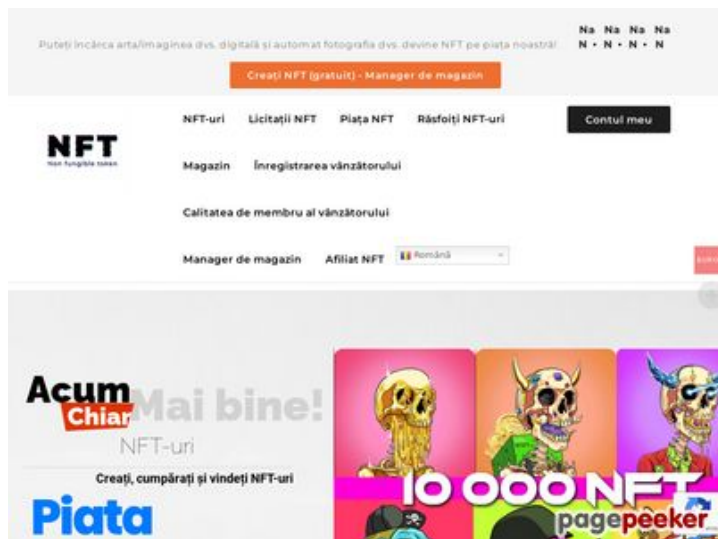 Puteți încărca arta/imaginea dvs. digitală și automat fotografia dvs. devine NFT pe piața noastră!
Na Na Na Na
N • N • N • N
Creați NFT (gratuit) - Manager de magazin
NFT
Non fungible token
NFT-uri Licitații NFT Piața NFT Răsfoiți NFT-uri
Contul meu
Magazin Înregistrarea vânzătorului
Calitatea de membru al vânzătorului
Manager de magazin Afiliat NFT Română
Acum
Chiar Mai bine!
NFT-uri
Creați, cumpărați și vindeți NFT-uri
Piata
10 000 NFT
pagepeeker